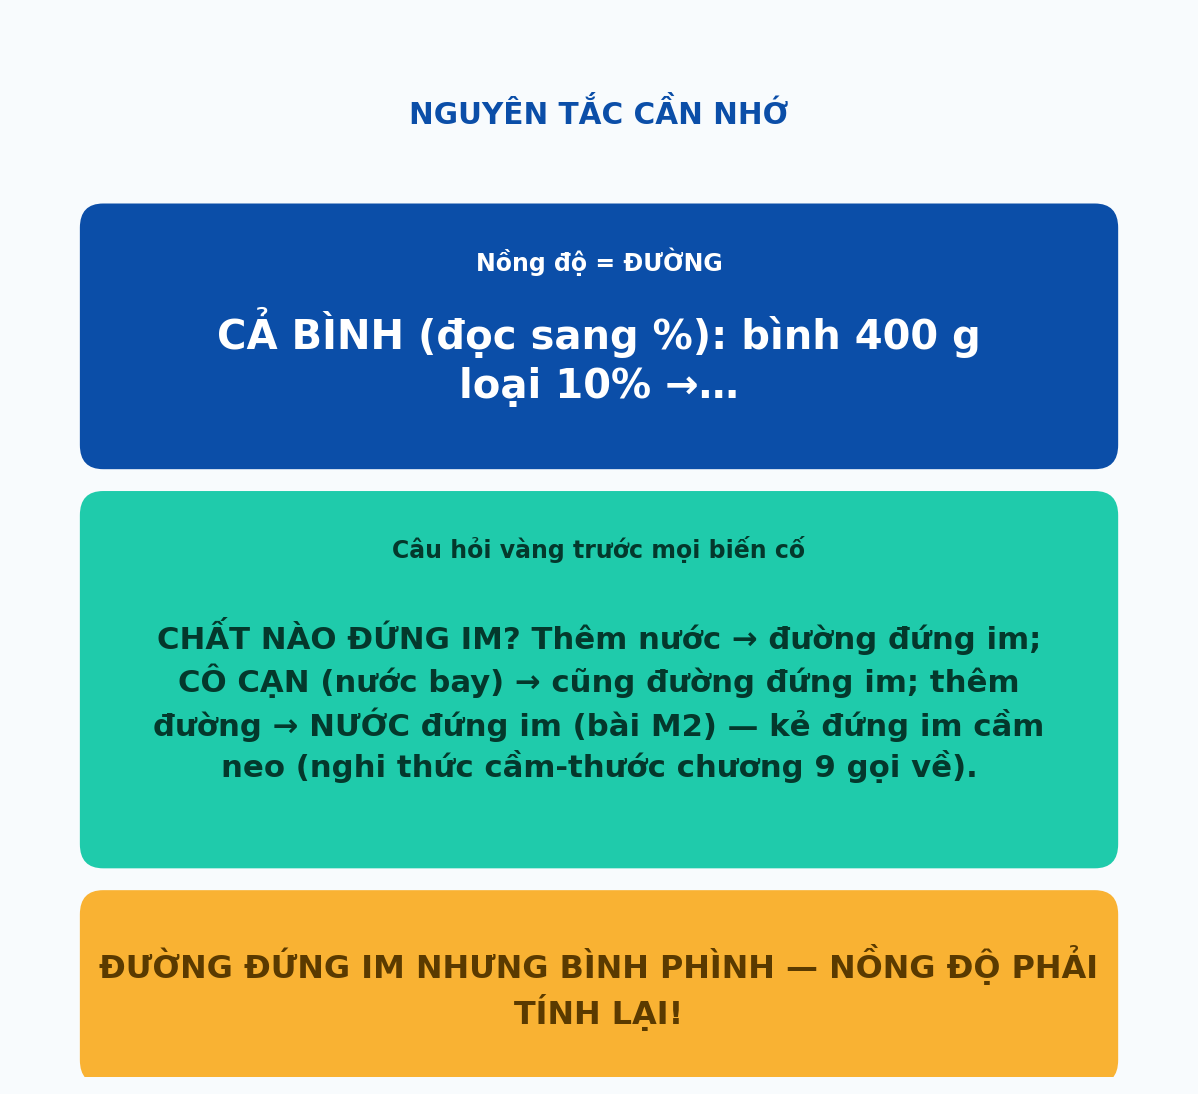 NGUYÊN TẮC CẦN NHỚ
Nồng độ = ĐƯỜNG
CẢ BÌNH (đọc sang %): bình 400 g
loại 10% →…
Câu hỏi vàng trước mọi biến cố
CHẤT NÀO ĐỨNG IM? Thêm nước → đường đứng im;
CÔ CẠN (nước bay) → cũng đường đứng im; thêm
đường → NƯỚC đứng im (bài M2) — kẻ đứng im cầm
neo (nghi thức cầm-thước chương 9 gọi về).
ĐƯỜNG ĐỨNG IM NHƯNG BÌNH PHÌNH — NỒNG ĐỘ PHẢI
TÍNH LẠI!